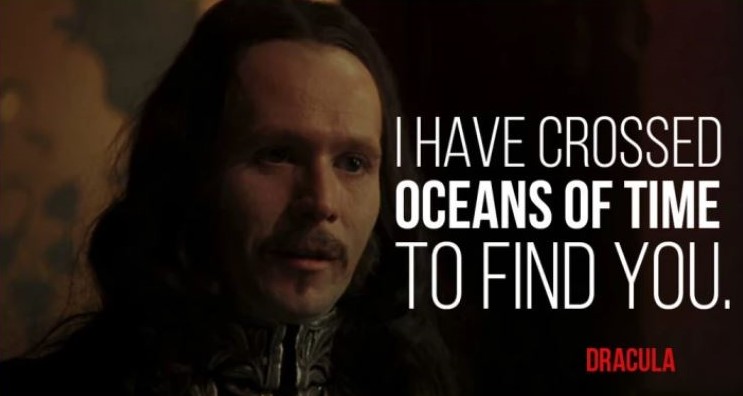 I HAVE CROSSED
OCEANS OF TIME
TO FIND YOU.
DRACULA